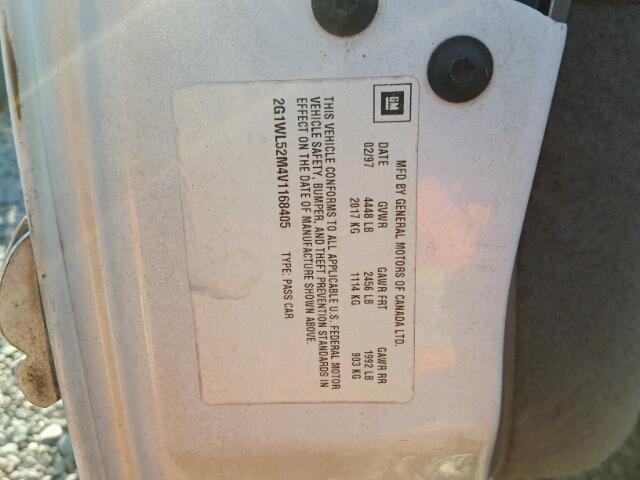 GM
MFD BY GENERAL MOTORS OF CANADA LTD.
DATE GVWR GAWR FRT GAWR RR
02/97 4448 LB 2456 LB 1992 LB
2017 KG 1114 KG 903 KG
THIS VEHICLE CONFORMS TO ALL APPLICABLE U.S. FEDERAL MOTOR
VEHICLE SAFETY, BUMPER, AND THEFT PREVENTION STANDARDS IN
EFFECT ON THE DATE OF MANUFACTURE SHOWN ABOVE.
2G1WL52M4V1168405 TYPE: PASS CAR